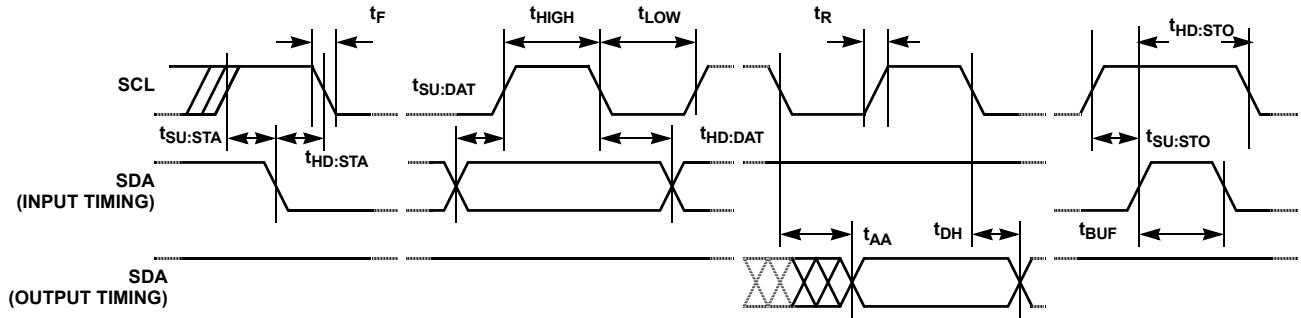 tF
tHIGH
tLOW
tR
tHD:STO
SCL
tSU:DAT
tSU:STA
tHD:STA
tHD:DAT
tSU:STO
SDA
(INPUT TIMING)
tAA
tDH
tBUF
SDA
(OUTPUT TIMING)